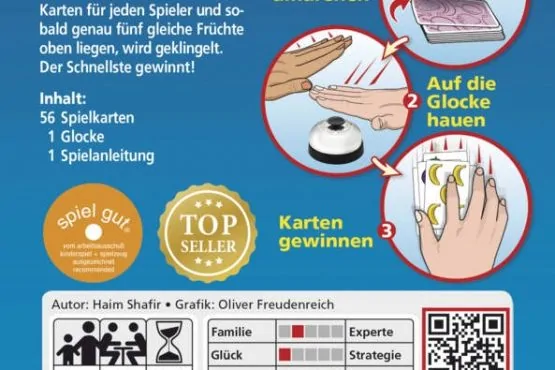 umdrehen
Karten für jeden Spieler und so-
bald genau fünf gleiche Früchte
oben liegen, wird geklingelt.
Der Schnellste gewinnt!
Inhalt:
56 Spielkarten
1 Glocke
1 Spielanleitung
2
Auf die
Glocke
hauen
spiel gut®
vom arbeitsausschuß
kinderspiel + spielzeug
ausgezeichnet
recommended
TOP
SELLER
Karten
gewinnen
3
Autor: Haim Shafir • Grafik: Oliver Freudenreich
Familie
Experte
Glück
Strategie